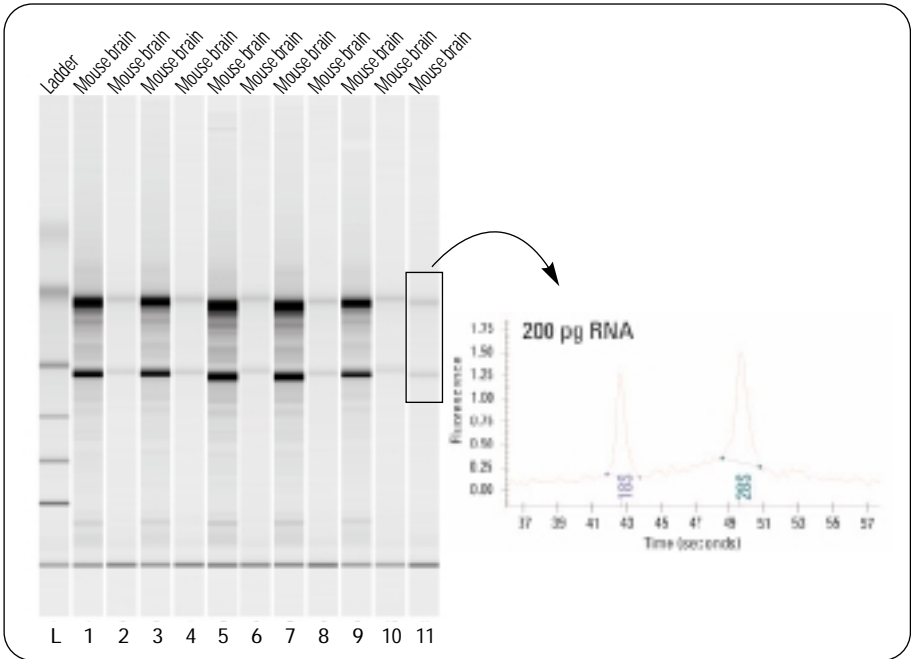 Ladder
Mouse brain
Mouse brain
Mouse brain
Mouse brain
Mouse brain
Mouse brain
Mouse brain
Mouse brain
Mouse brain
Mouse brain
Mouse brain
200 pg RNA
Fluorescence
1.75
1.50
1.25
1.00
0.75
0.50
0.25
0.00
18S
28S
37 39 41 43 45 47 49 51 53 55 57
Time (seconds)
L 1 2 3 4 5 6 7 8 9 10 11